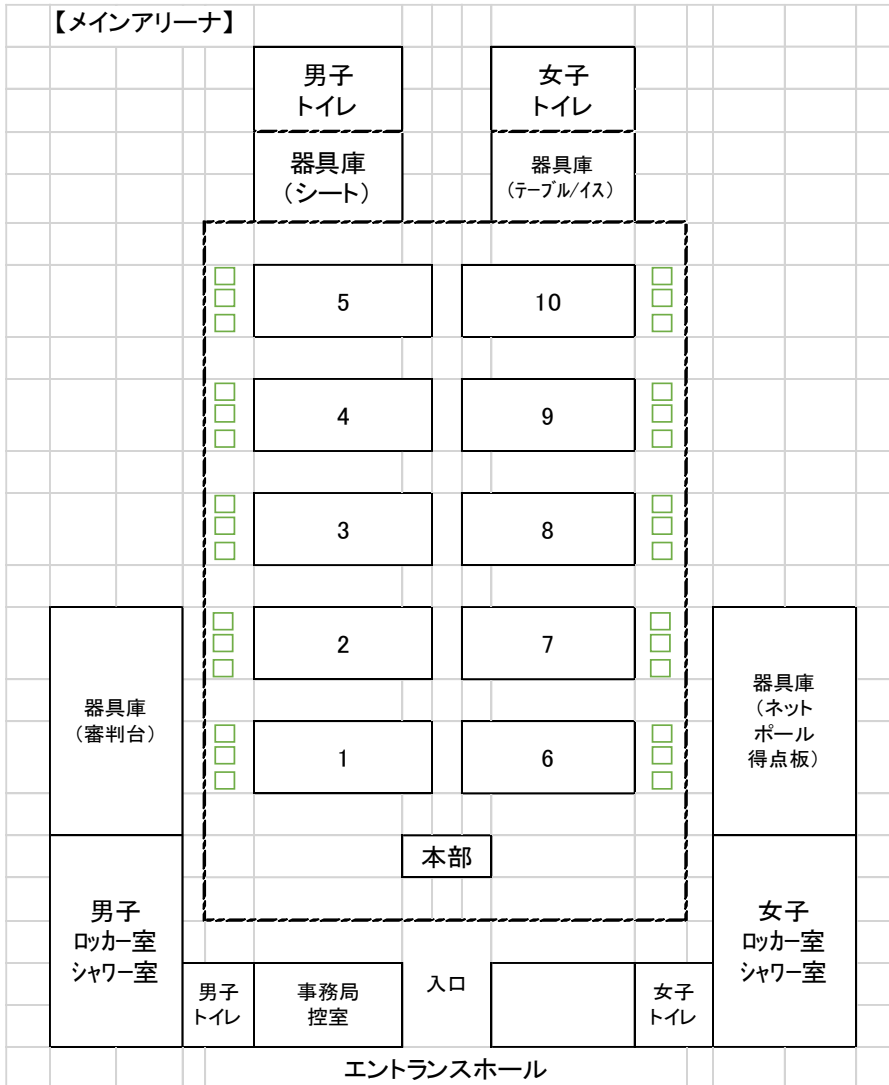 【メインアリーナ】
男子
トイレ
女子
トイレ
器具庫
（シート）
器具庫
（ﾃｰﾌﾞﾙ/ｲｽ）
5
10
4
9
3
8
2
7
器具庫
（審判台）
器具庫
（ネット
ポール
得点板）
1
6
本部
男子
ﾛｯｶｰ室
ｼｬﾜｰ室
女子
ﾛｯｶｰ室
ｼｬﾜｰ室
男子
トイレ
事務局
控室
入口
女子
トイレ
エントランスホール